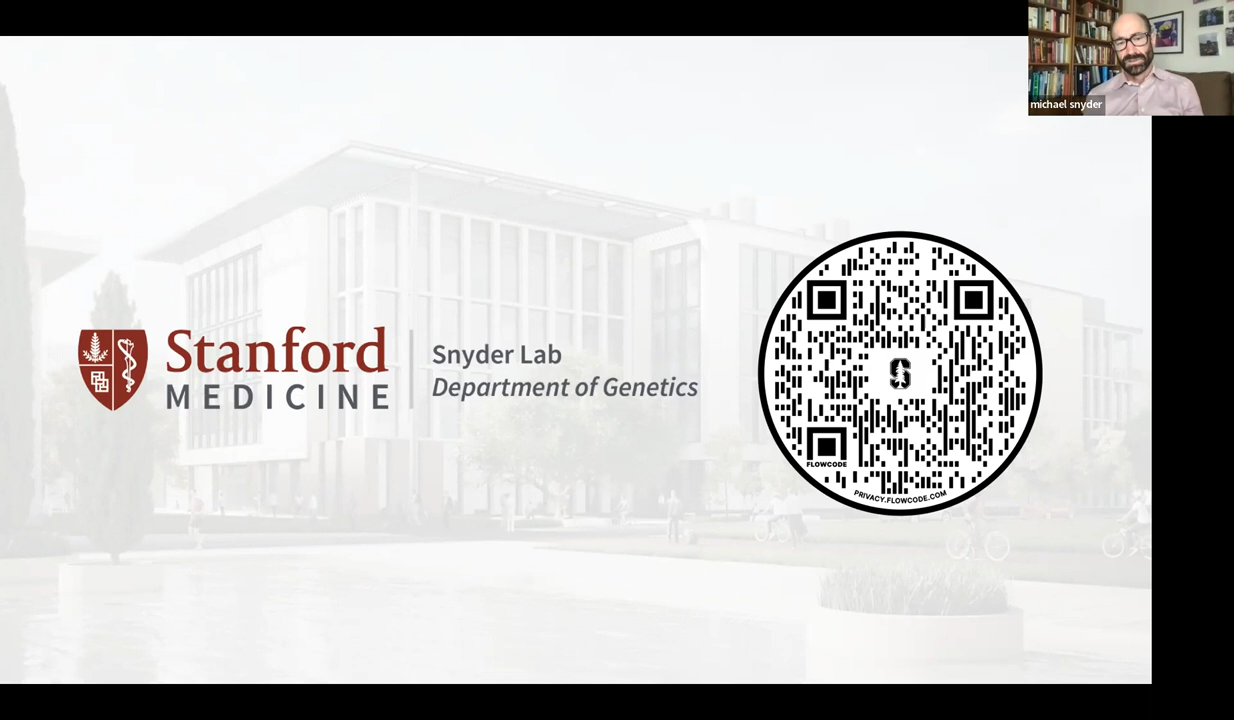 michael snyder
Stanford
MEDICINE
Snyder Lab
Department of Genetics
FLOWCODE
PRIVACY.FLOWCODE.COM